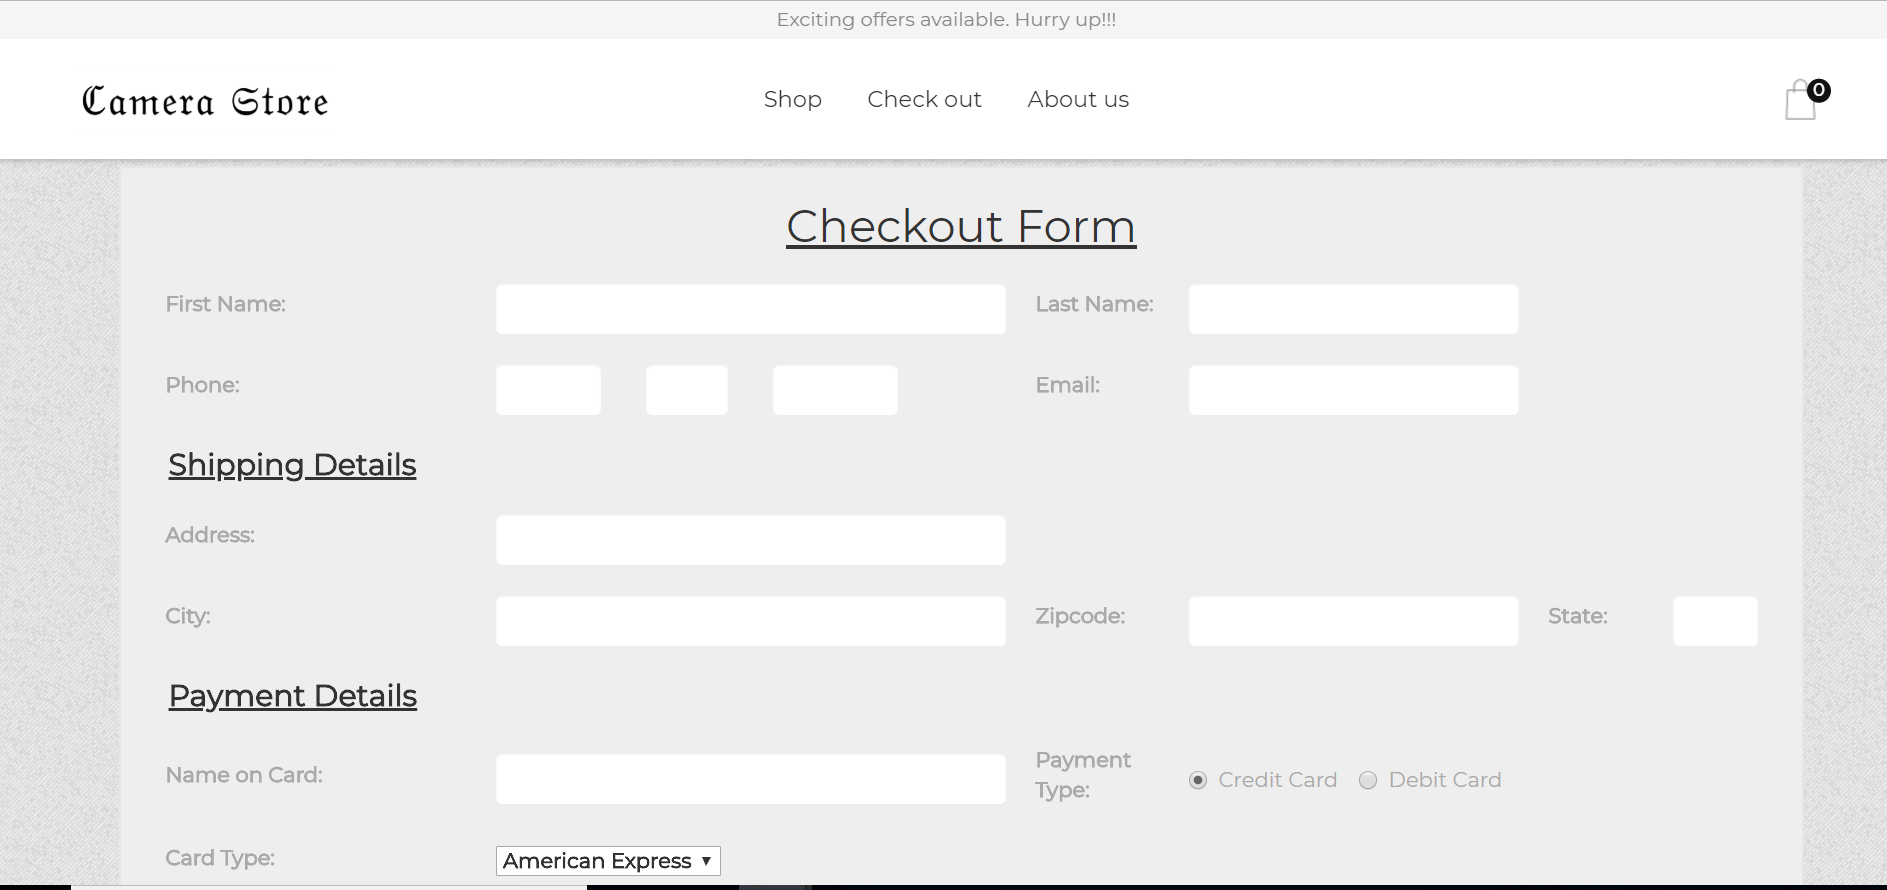 Exciting offers available. Hurry up!!!
Camera Store
Shop Check out About us
0
Checkout Form
First Name: Last Name:
Phone: Email:
Shipping Details
Address:
City: Zipcode: State:
Payment Details
Name on Card: Payment Type: Credit Card Debit Card
Card Type: American Express